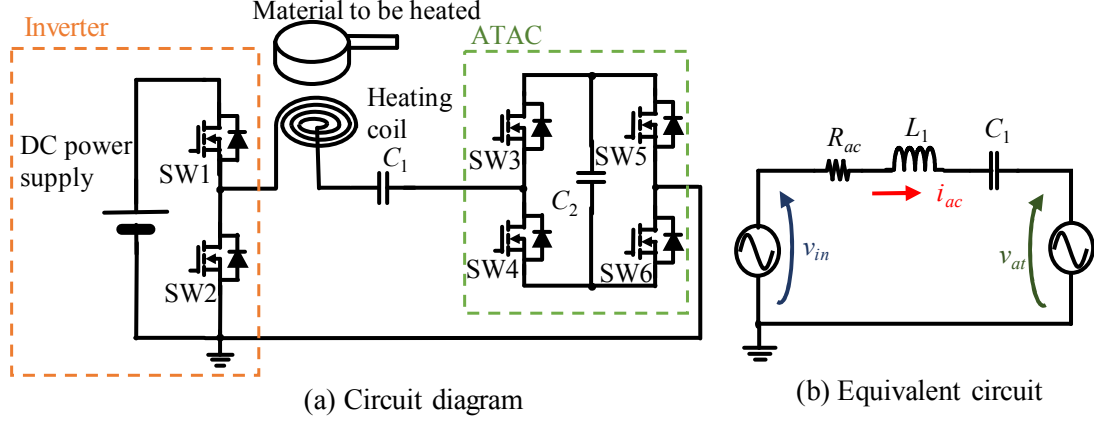 Material to be heated
Inverter
ATAC
DC power
supply
SW1
SW2
Heating
coil
C1
SW3
SW4
C2
SW5
SW6
(a) Circuit diagram
Rac
L1
C1
iac
vin
vat
(b) Equivalent circuit